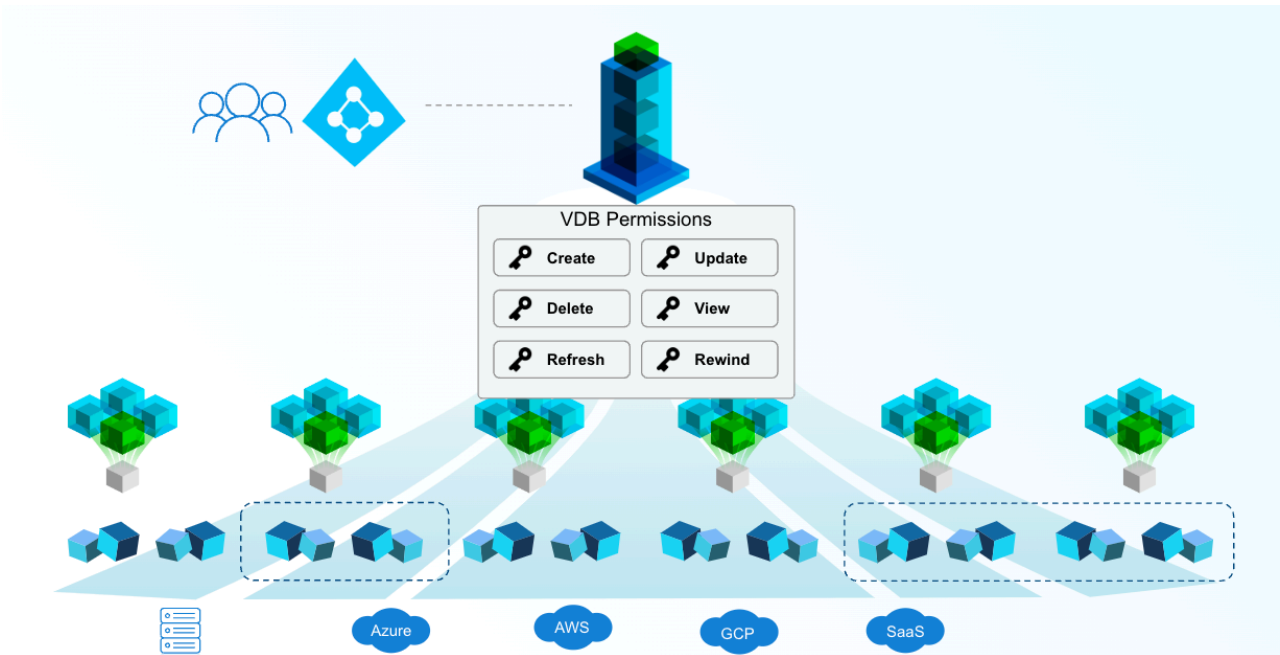 VDB Permissions
Create
Update
Delete
View
Refresh
Rewind
Azure
AWS
GCP
SaaS